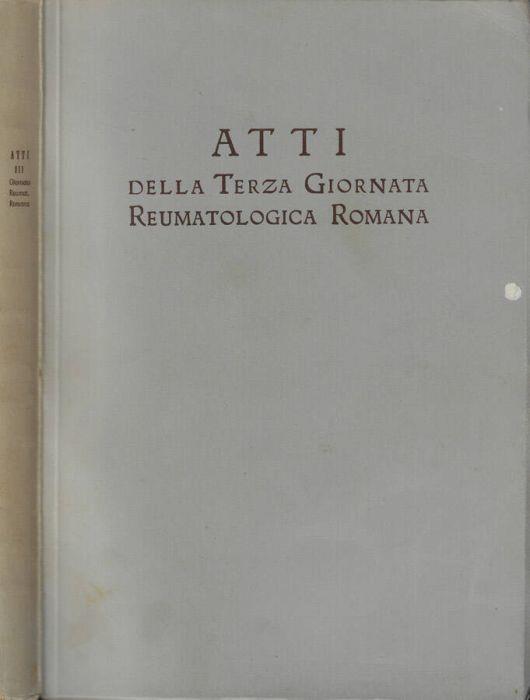 ATTI
III
Giornata
Reumat.
Romana
ATTI
DELLA TERZA GIORNATA
REUMATOLOGICA ROMANA